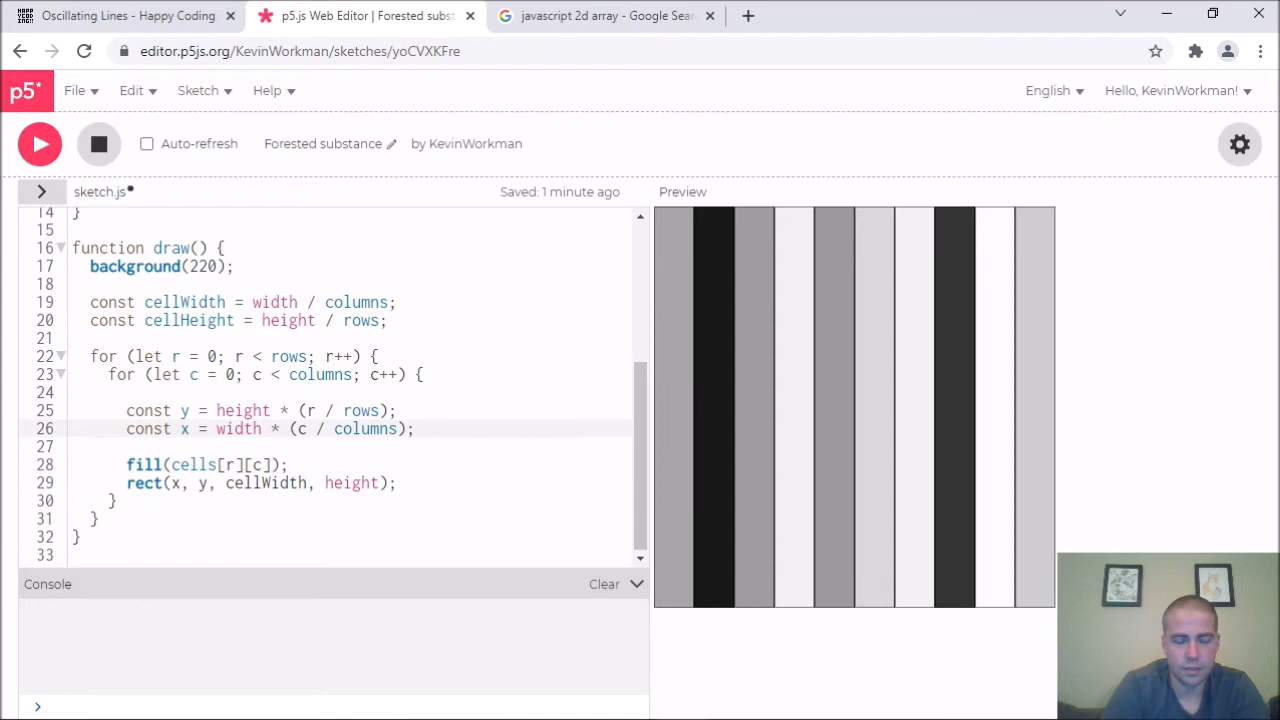 Oscillating Lines - Happy Coding
p5.js Web Editor | Forested subst
javascript 2d array - Google Sear
editor.p5js.org/KevinWorkman/sketches/yoCVXKFre
p5*
File
Edit
Sketch
Help
English
Hello, KevinWorkman!
Auto-refresh
Forested substance
by KevinWorkman
sketch.js
Saved: 1 minute ago
Preview
14 }
15
16 function draw() {
17 background(220);
18
19 const cellWidth = width / columns;
20 const cellHeight = height / rows;
21
22 for (let r = 0; r < rows; r++) {
23 for (let c = 0; c < columns; c++) {
24
25 const y = height * (r / rows);
26 const x = width * (c / columns);
27
28 fill(cells[r][c]);
29 rect(x, y, cellWidth, height);
30 }
31 }
32 }
33
Console
Clear
>